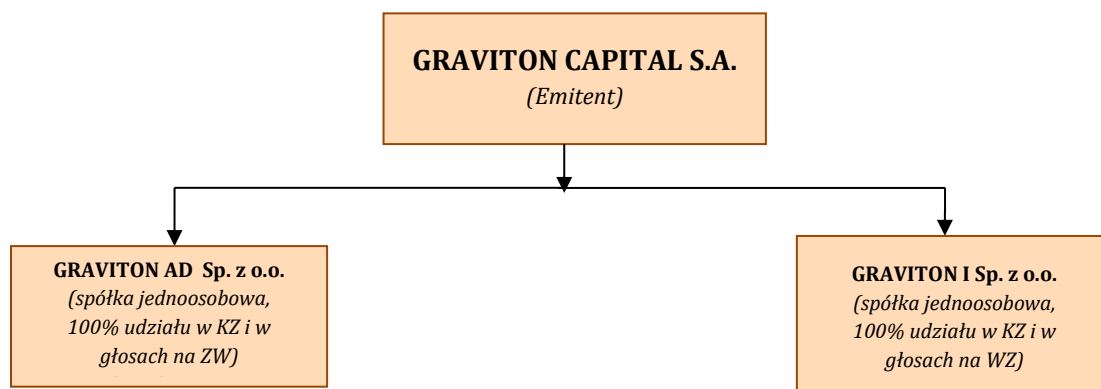 GRAVITON CAPITAL S.A.
(Emitent)
GRAVITON AD Sp. z o.o.
(spółka jednoosobowa,
100% udziału w KZ i w
głosach na ZW)
GRAVITON I Sp. z o.o.
(spółka jednoosobowa,
100% udziału w KZ i w
głosach na WZ)